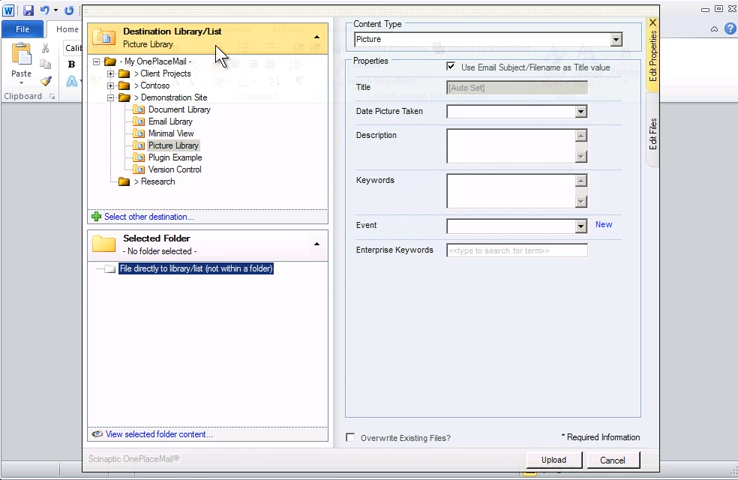 File
Home
Paste
Calib
B
Clipboard
Destination Library/List
Picture Library
- My OnePlaceMail -
> Client Projects
> Contoso
> Demonstration Site
Document Library
Email Library
Minimal View
Picture Library
Plugin Example
Version Control
> Research
Select other destination...
Selected Folder
- No folder selected -
File directly to library/list (not within a folder)
View selected folder content...
Scinaptic OnePlaceMail®
Content Type
Picture
Properties
Use Email Subject/Filename as Title value
Title
[Auto Set]
Date Picture Taken
Description
Keywords
Event
New
Enterprise Keywords
<<type to search for term>>
Overwrite Existing Files?
* Required Information
Upload
Cancel
Edit Properties
Edit Files